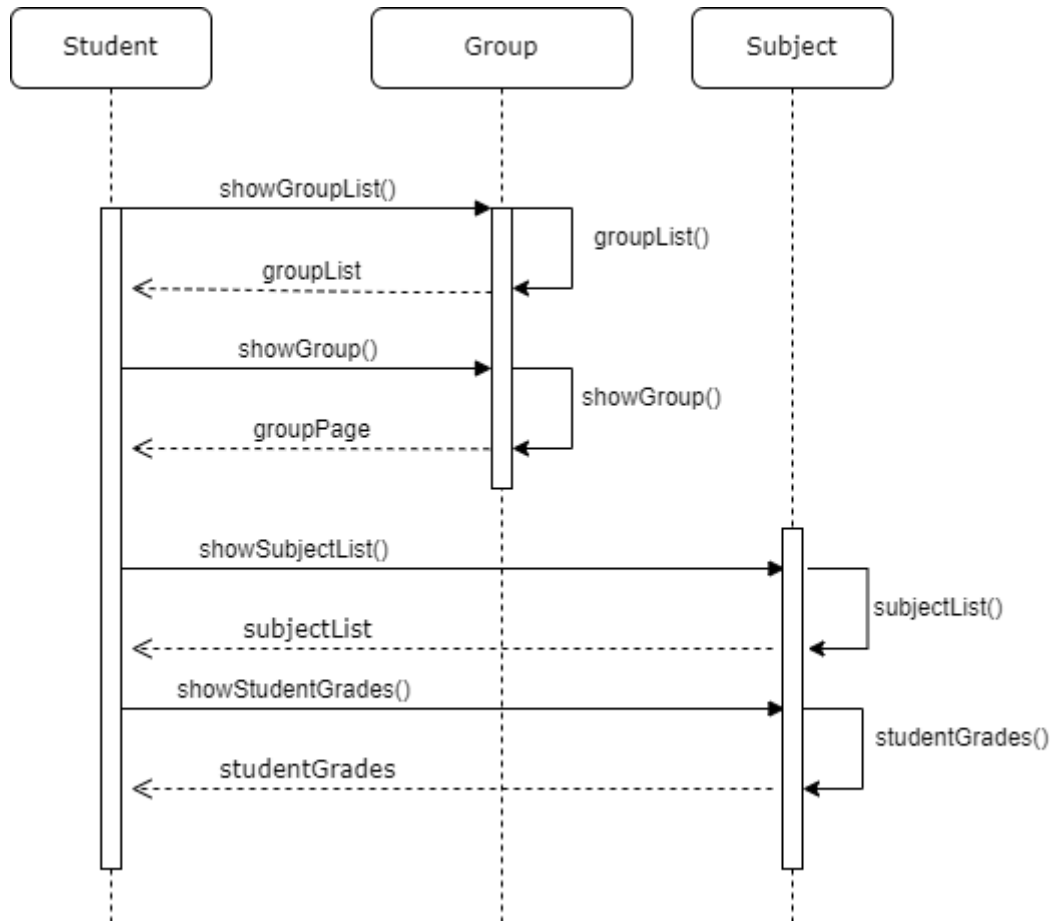 Student
Group
Subject
showGroupList()
groupList()
groupList
showGroup()
showGroup()
groupPage
showSubjectList()
subjectList()
subjectList
showStudentGrades()
studentGrades()
studentGrades